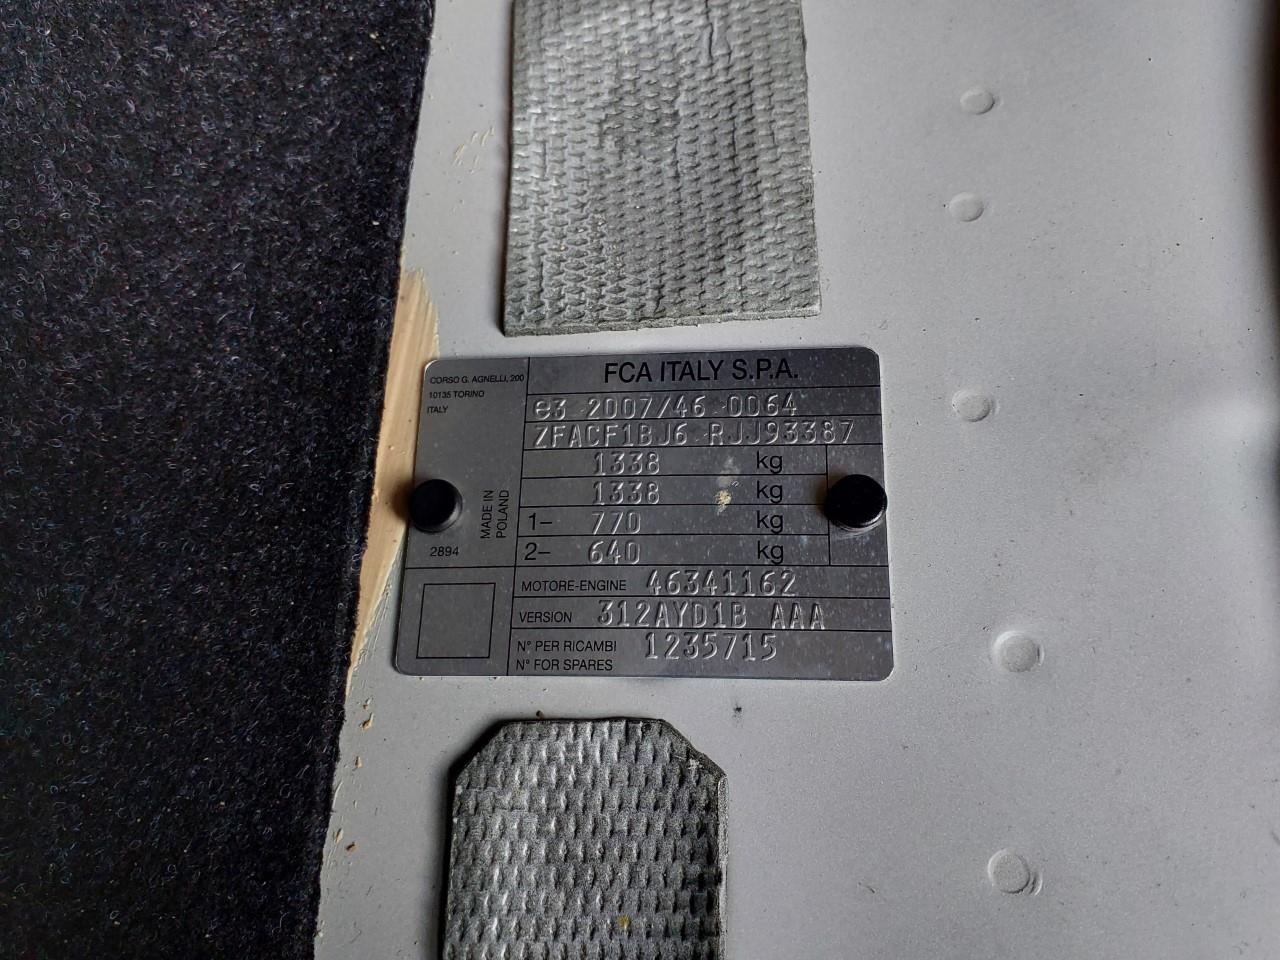 CORSO G. AGNELLI, 200
10135 TORINO
ITALY
FCA ITALY S.P.A.
e3 2007/46 0064
ZFACF1BJ6 RJJ93387
1338 kg
1338 kg
1- 770 kg
2- 640 kg
MADE IN
POLAND
2894
MOTORE-ENGINE 46341162
VERSION 312AYD1B AAA
N° PER RICAMBI
N° FOR SPARES 1235715